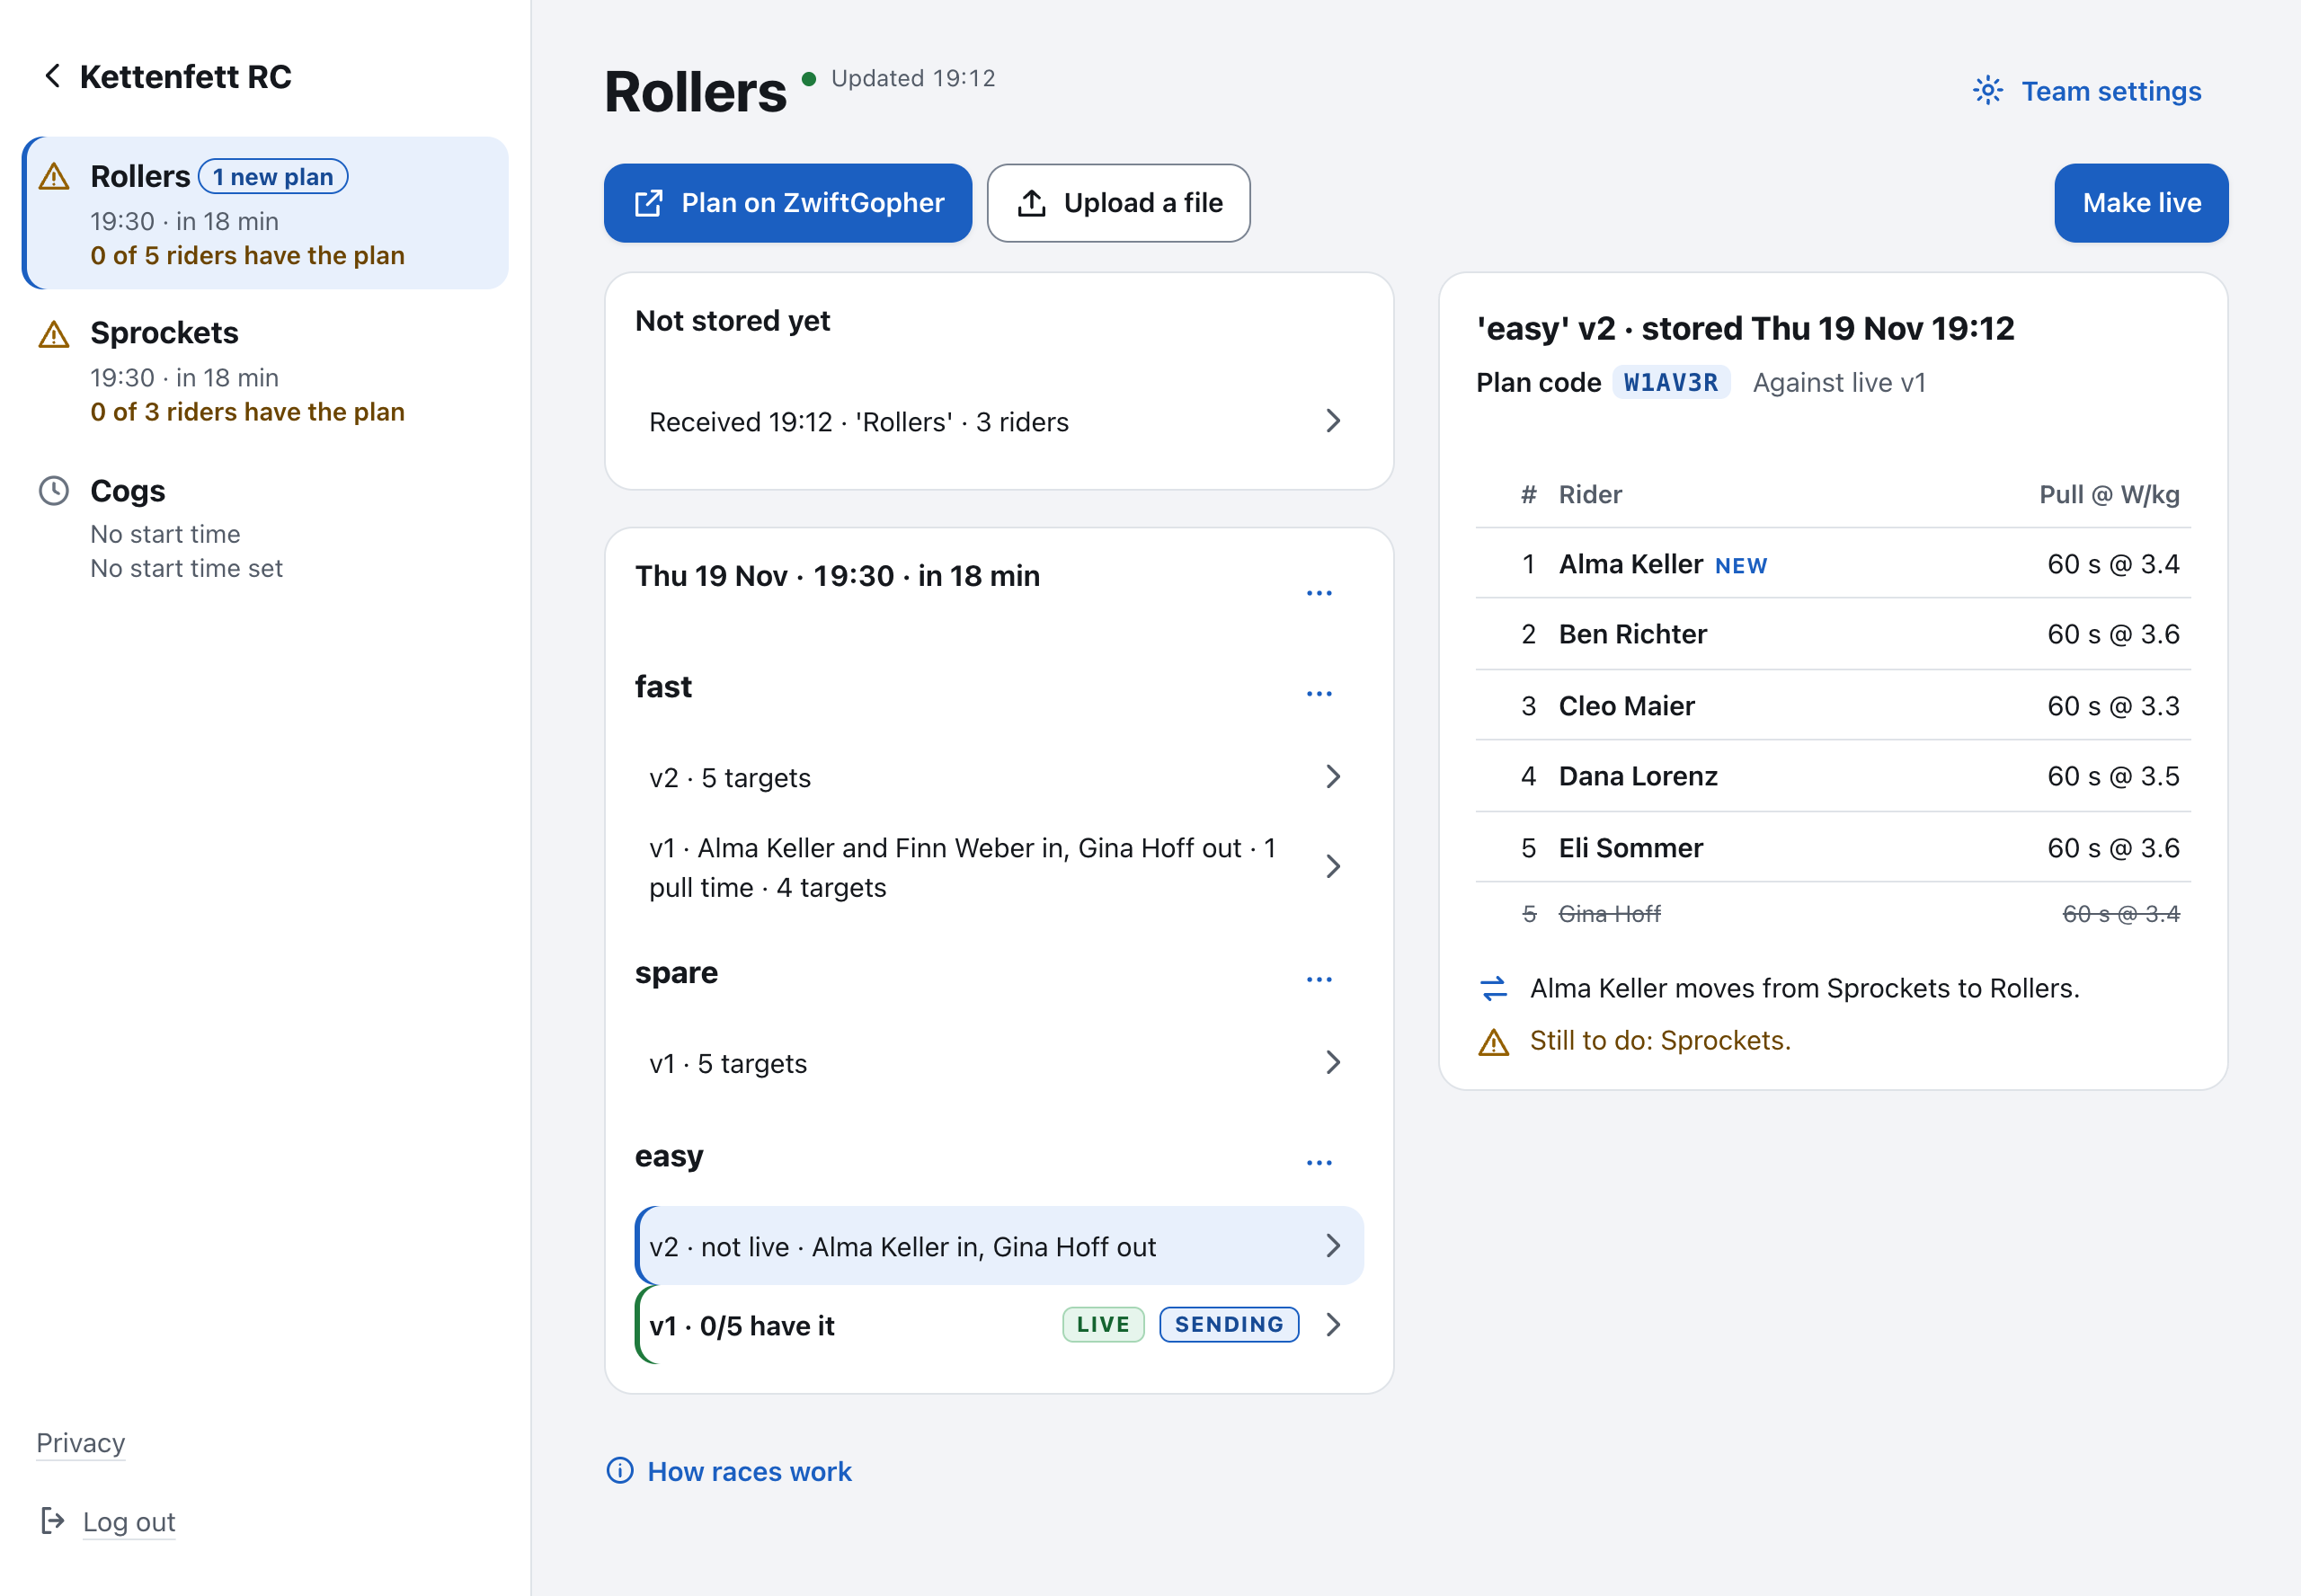 Kettenfett RC
Rollers 1 new plan
19:30 · in 18 min
0 of 5 riders have the plan
Sprockets
19:30 · in 18 min
0 of 3 riders have the plan
Cogs
No start time
No start time set
Privacy
Log out
Rollers Updated 19:12
Team settings
Plan on ZwiftGopher
Upload a file
Make live
Not stored yet
Received 19:12 · 'Rollers' · 3 riders
Thu 19 Nov · 19:30 · in 18 min
...
fast
...
v2 · 5 targets
v1 · Alma Keller and Finn Weber in, Gina Hoff out · 1
pull time · 4 targets
spare
...
v1 · 5 targets
easy
...
v2 · not live · Alma Keller in, Gina Hoff out
v1 · 0/5 have it LIVE SENDING
How races work
'easy' v2 · stored Thu 19 Nov 19:12
Plan code W1AV3R Against live v1
# Rider Pull @ W/kg
1 Alma Keller NEW 60 s @ 3.4
2 Ben Richter 60 s @ 3.6
3 Cleo Maier 60 s @ 3.3
4 Dana Lorenz 60 s @ 3.5
5 Eli Sommer 60 s @ 3.6
5 Gina Hoff 60 s @ 3.4
Alma Keller moves from Sprockets to Rollers.
Still to do: Sprockets.